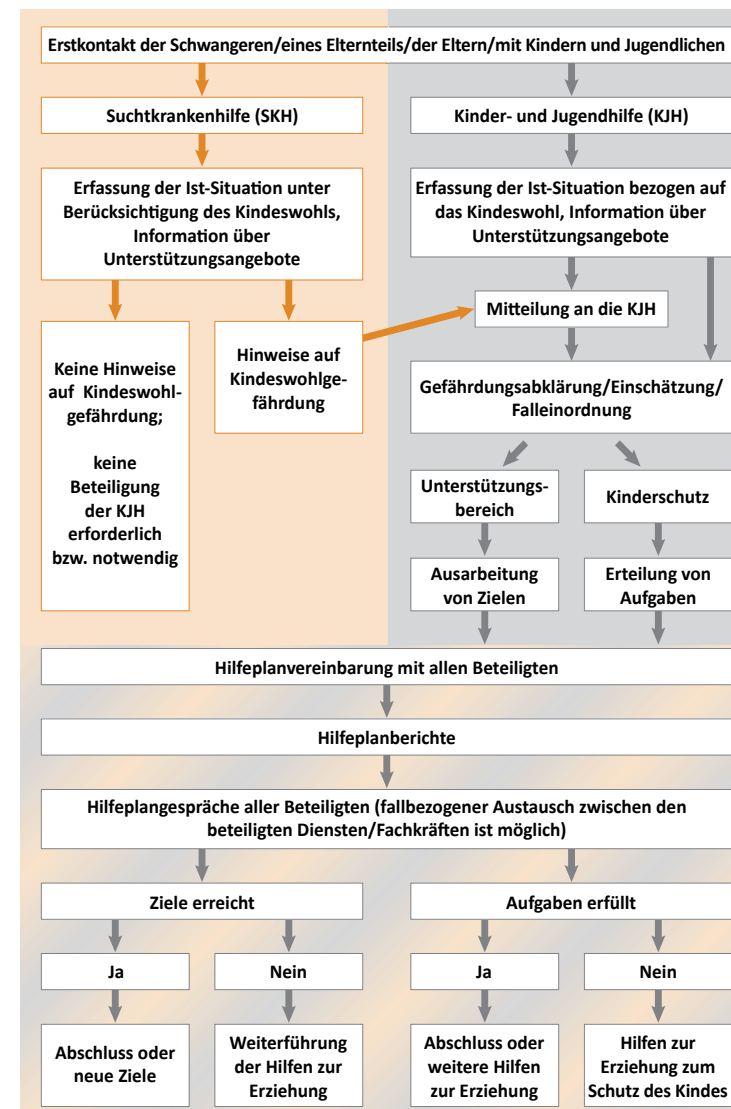 Erstkontakt der Schwangeren/eines Elternteils/der Eltern/mit Kindern und Jugendlichen
Suchtkrankenhilfe (SKH)
Kinder- und Jugendhilfe (KJH)
Erfassung der Ist-Situation unter
Berücksichtigung des Kindeswohls,
Information über
Unterstützungsangebote
Erfassung der Ist-Situation bezogen auf
das Kindeswohl, Information über
Unterstützungsangebote
Mitteilung an die KJH
Keine Hinweise
auf Kindeswohl-
gefährdung;
keine
Beteiligung
der KJH
erforderlich
bzw. notwendig
Hinweise auf
Kindeswohlge-
fährdung
Gefährdungsabklärung/Einschätzung/
Falleinordnung
Unterstützungs-
bereich
Kinderschutz
Ausarbeitung
von Zielen
Erteilung von
Aufgaben
Hilfeplanvereinbarung mit allen Beteiligten
Hilfeplanberichte
Hilfeplangespräche aller Beteiligten (fallbezogener Austausch zwischen den
beteiligten Diensten/Fachkräften ist möglich)
Ziele erreicht
Aufgaben erfüllt
Ja
Nein
Ja
Nein
Abschluss oder
neue Ziele
Weiterführung
der Hilfen zur
Erziehung
Abschluss oder
weitere Hilfen
zur Erziehung
Hilfen zur
Erziehung zum
Schutz des Kindes